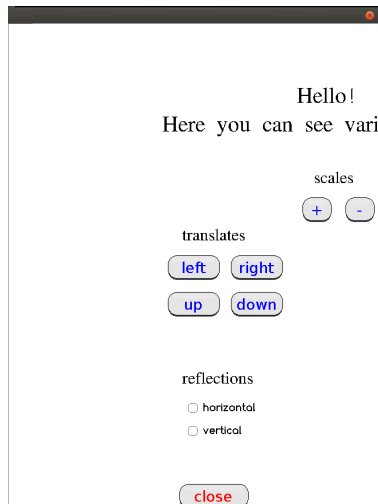 Hello!
Here you can see vari
scales
+ -
translates
left right
up down
reflections
horizontal
vertical
close